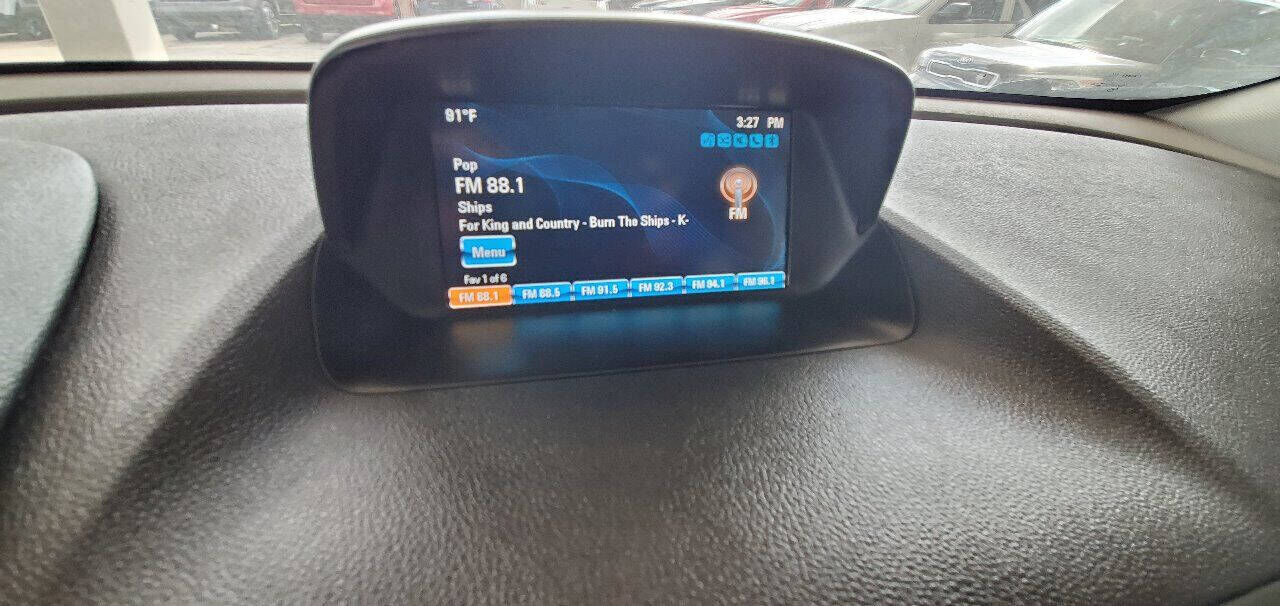 91°F
3:27 PM
Pop
FM 88.1
Ships
For King and Country - Burn The Ships - K-
FM
Menu
Fav 1 of 6
FM 88.1 FM 88.5 FM 91.5 FM 92.3 FM 94.1